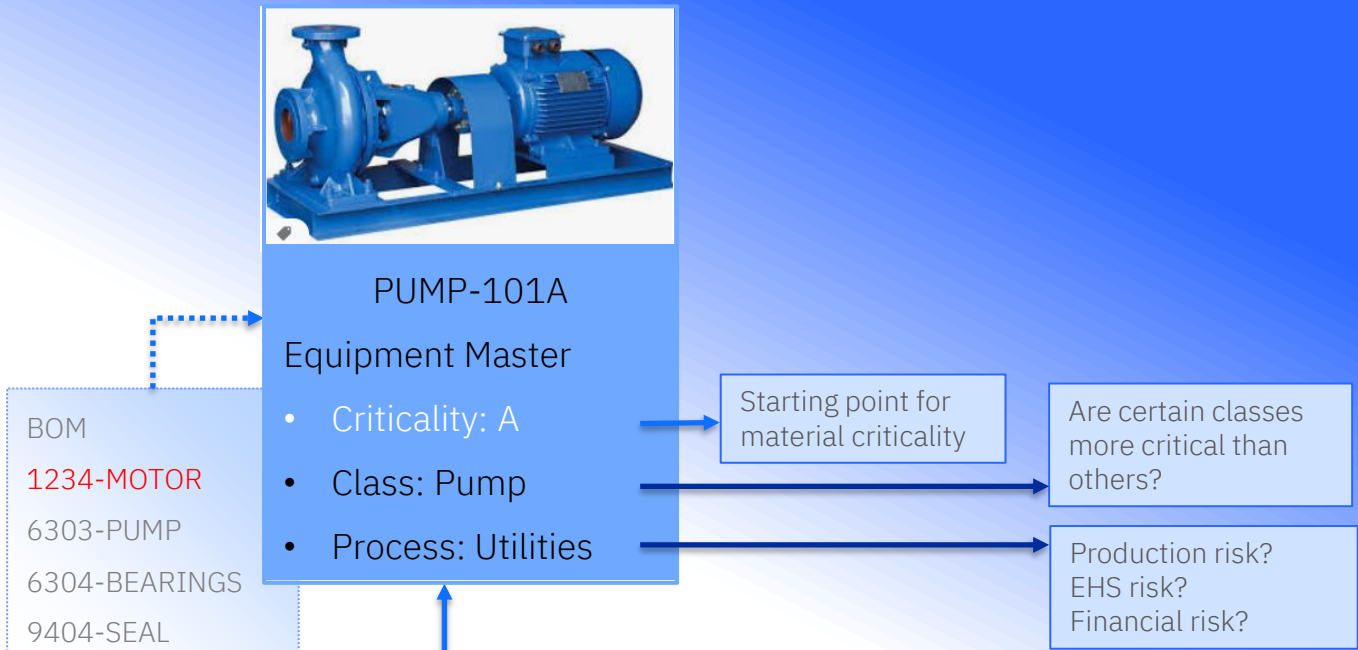 PUMP-101A
Equipment Master
• Criticality: A
• Class: Pump
• Process: Utilities
BOM
1234-MOTOR
6303-PUMP
6304-BEARINGS
9404-SEAL
Starting point for
material criticality
Are certain classes
more critical than
others?
Production risk?
EHS risk?
Financial risk?